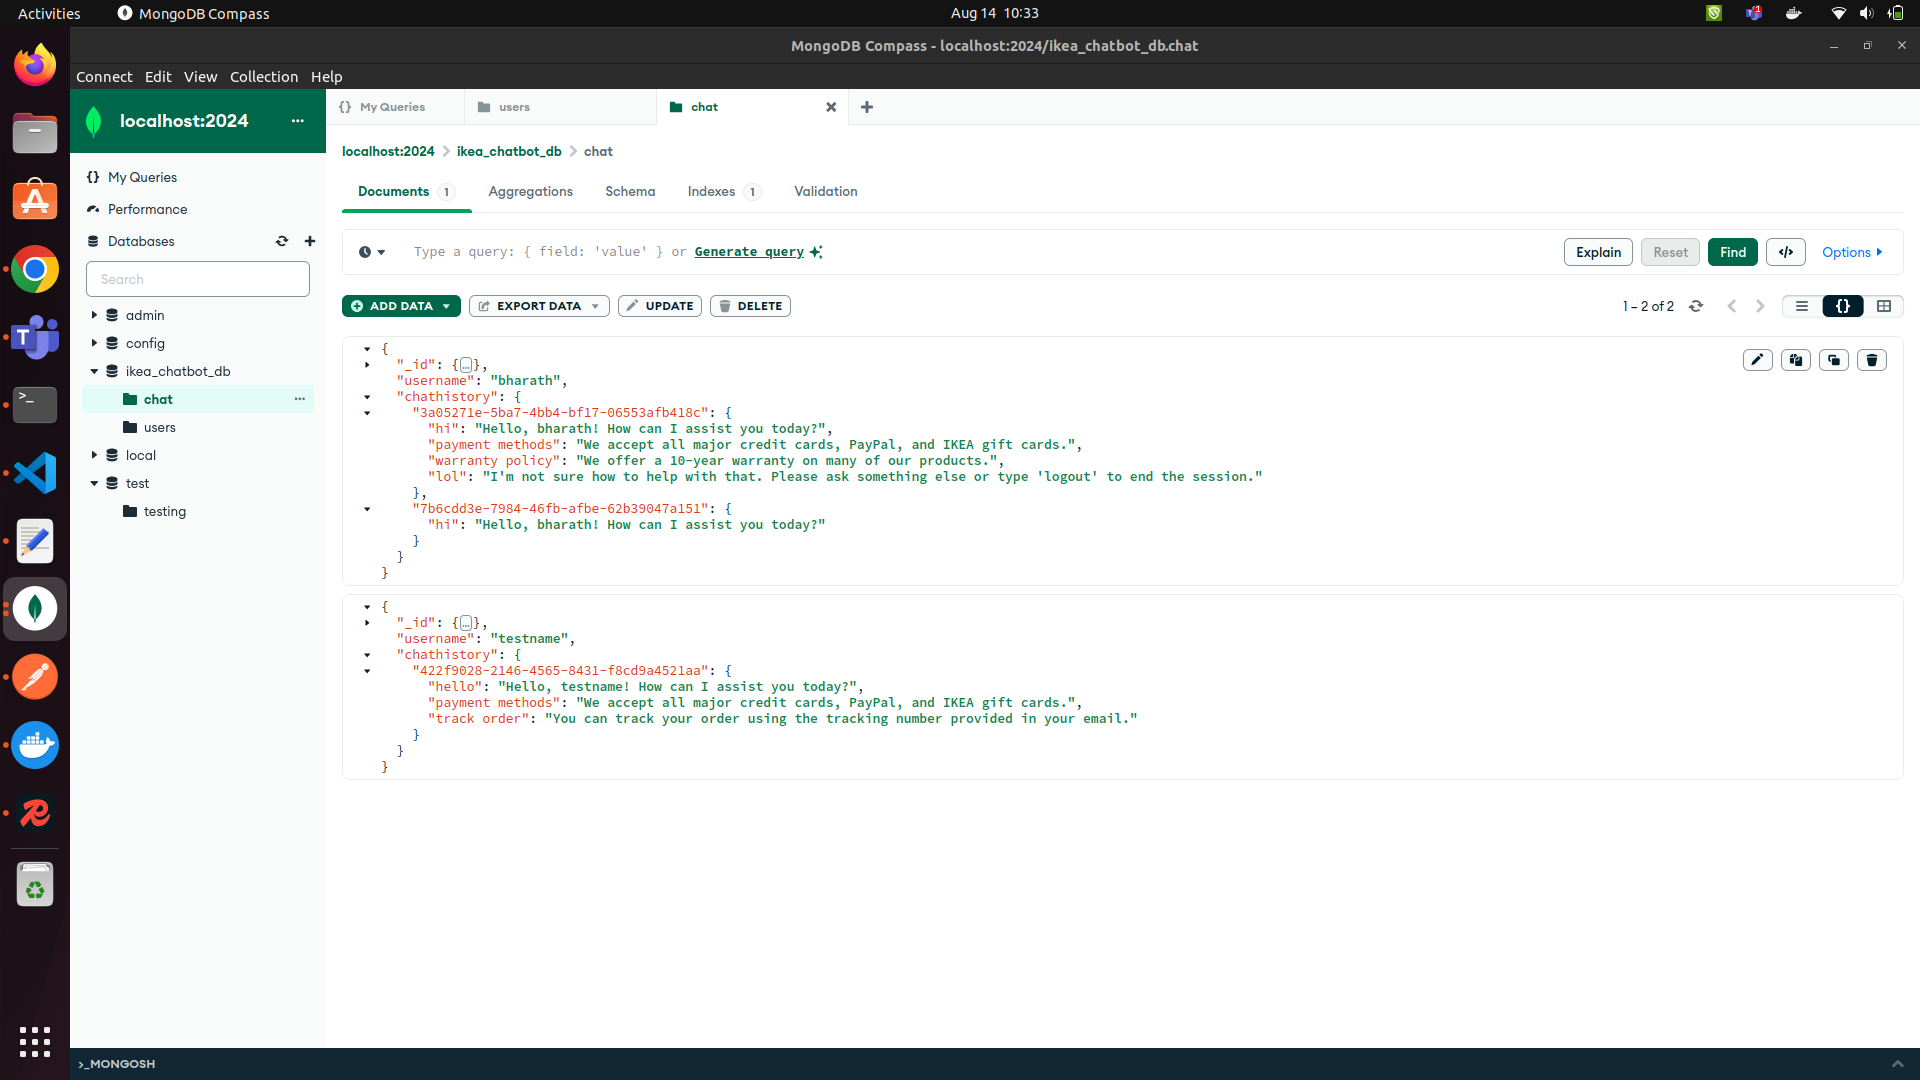 Activities
MongoDB Compass
Aug 14 10:33
1
MongoDB Compass - localhost:2024/ikea_chatbot_db.chat
Connect Edit View Collection Help
localhost:2024
My Queries
users
chat
localhost:2024 > ikea_chatbot_db > chat
My Queries
Performance
Databases
Search
admin
config
ikea_chatbot_db
chat
users
local
test
testing
Documents 1 Aggregations Schema Indexes 1 Validation
Type a query: { field: 'value' } or Generate query
Explain Reset Find </> Options
ADD DATA EXPORT DATA UPDATE DELETE
1 – 2 of 2
{}
{
"_id": {…},
"username": "bharath",
"chathistory": {
"3a05271e-5ba7-4bb4-bf17-06553afb418c": {
"hi": "Hello, bharath! How can I assist you today?",
"payment methods": "We accept all major credit cards, PayPal, and IKEA gift cards.",
"warranty policy": "We offer a 10-year warranty on many of our products.",
"lol": "I'm not sure how to help with that. Please ask something else or type 'logout' to end the session."
},
"7b6cdd3e-7984-46fb-afbe-62b39047a151": {
"hi": "Hello, bharath! How can I assist you today?"
}
}
}
{
"_id": {…},
"username": "testname",
"chathistory": {
"422f9028-2146-4565-8431-f8cd9a4521aa": {
"hello": "Hello, testname! How can I assist you today?",
"payment methods": "We accept all major credit cards, PayPal, and IKEA gift cards.",
"track order": "You can track your order using the tracking number provided in your email."
}
}
}
>_MONGOSH